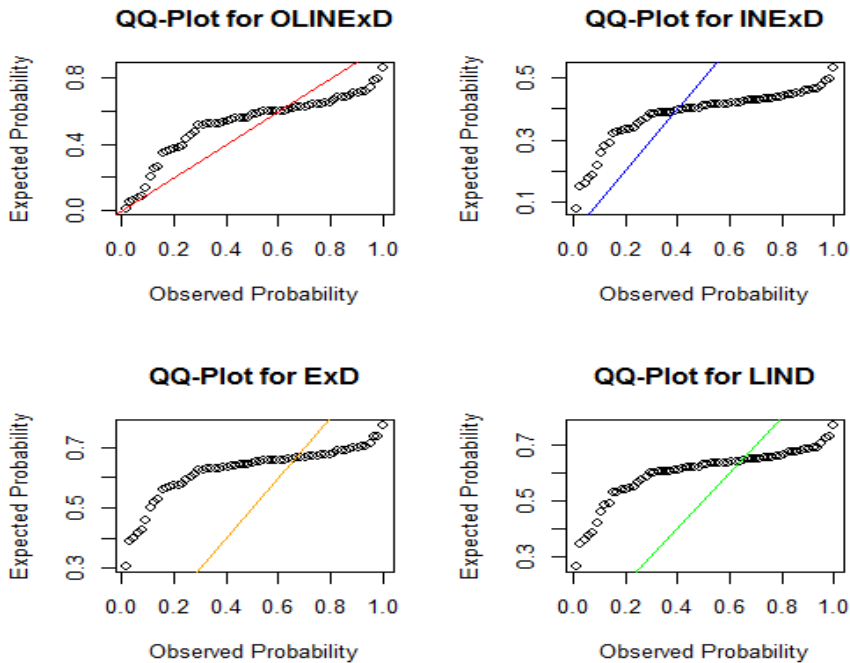 QQ-Plot for OLINExD
Expected Probability
0.0 0.4 0.8
0.0 0.2 0.4 0.6 0.8 1.0
Observed Probability
QQ-Plot for INExD
Expected Probability
0.1 0.3 0.5
0.0 0.2 0.4 0.6 0.8 1.0
Observed Probability
QQ-Plot for ExD
Expected Probability
0.3 0.5 0.7
0.0 0.2 0.4 0.6 0.8 1.0
Observed Probability
QQ-Plot for LIND
Expected Probability
0.3 0.5 0.7
0.0 0.2 0.4 0.6 0.8 1.0
Observed Probability